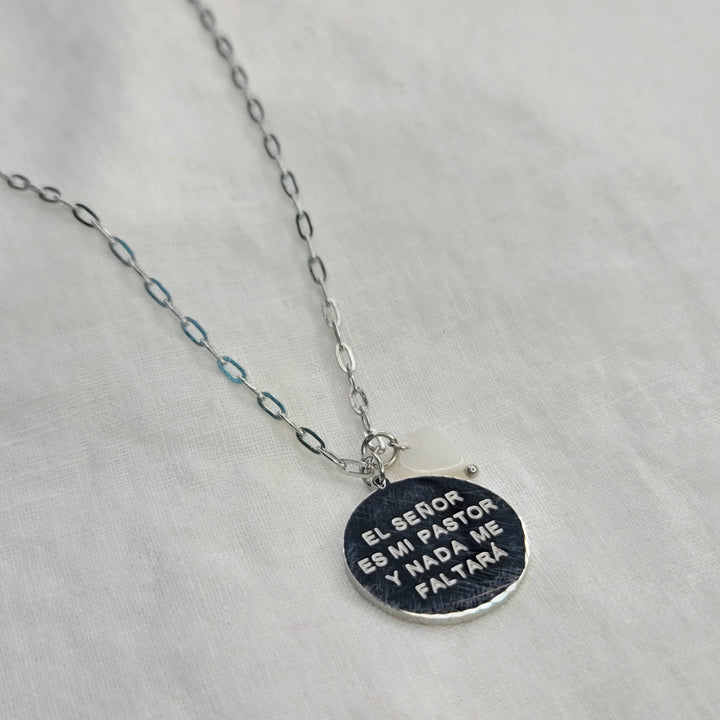 EL SEÑOR
ES MI PASTOR
Y NADA ME
FALTARÁ